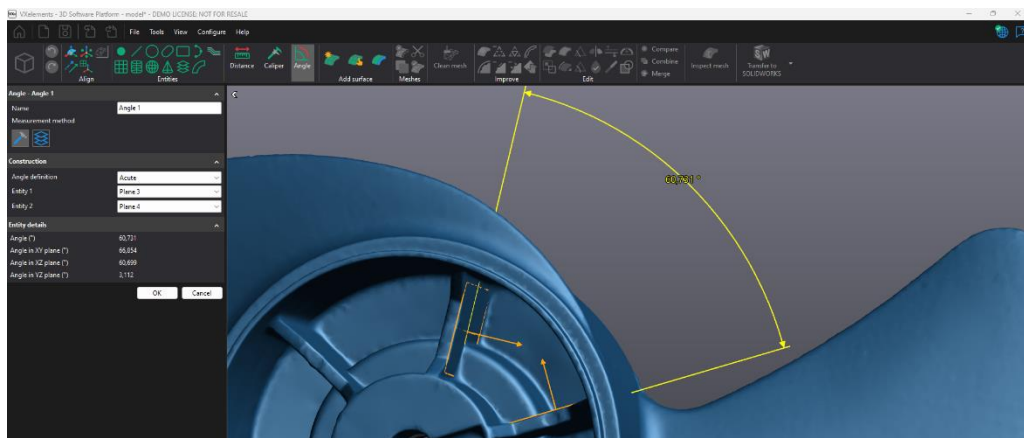 VXelements - 3D Software Platform - model* - DEMO LICENSE: NOT FOR RESALE
File Tools View Configure Help
Distance Caliper Angle Clean mesh Compare Combine Merge Inspect mesh Transfer to SOLIDWORKS
Align Entities Add surface Meshes Improve Edit
Angle - Angle 1
Name Angle 1
Measurement method
Construction
Angle definition Acute
Entity 1 Plane 3
Entity 2 Plane 4
Entity details
Angle (°) 60,731
Angle in XY plane (°) 66,854
Angle in XZ plane (°) 60,699
Angle in YZ plane (°) 3,112
OK Cancel
60,731 °